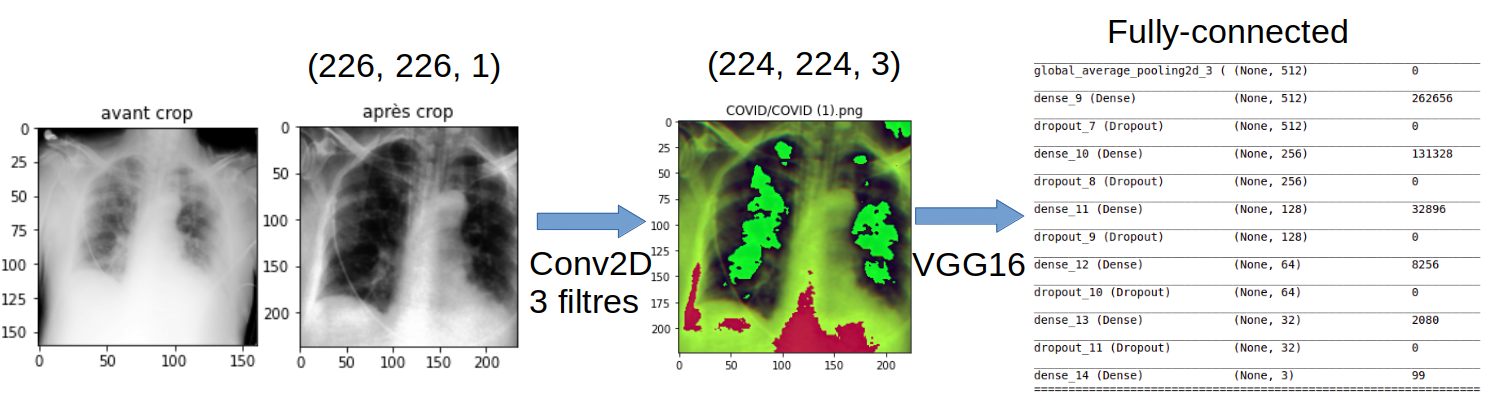 (226, 226, 1)
avant crop
0
25
50
75
100
125
150
0
50
100
150
après crop
0
50
100
150
200
0
50
100
150
200
Conv2D
3 filtres
(224, 224, 3)
COVID/COVID (1).png
0
25
50
75
100
125
150
175
200
0
50
100
150
200
VGG16
Fully-connected
global_average_pooling2d_3 ( (None, 512) 0
dense_9 (Dense) (None, 512) 262656
dropout_7 (Dropout) (None, 512) 0
dense_10 (Dense) (None, 256) 131328
dropout_8 (Dropout) (None, 256) 0
dense_11 (Dense) (None, 128) 32896
dropout_9 (Dropout) (None, 128) 0
dense_12 (Dense) (None, 64) 8256
dropout_10 (Dropout) (None, 64) 0
dense_13 (Dense) (None, 32) 2080
dropout_11 (Dropout) (None, 32) 0
dense_14 (Dense) (None, 3) 99